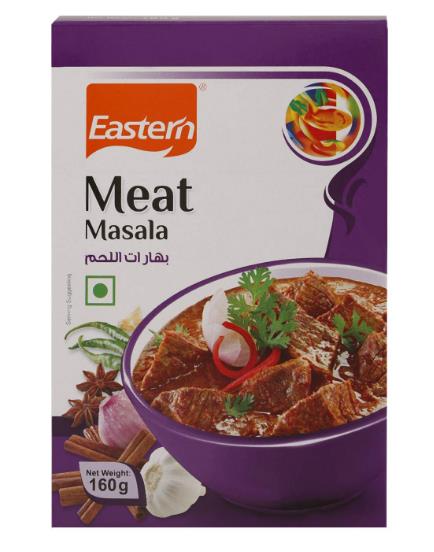 Eastern®
Meat
Masala
بهارات اللحم
Serving Suggestion
Net Weight:
160g